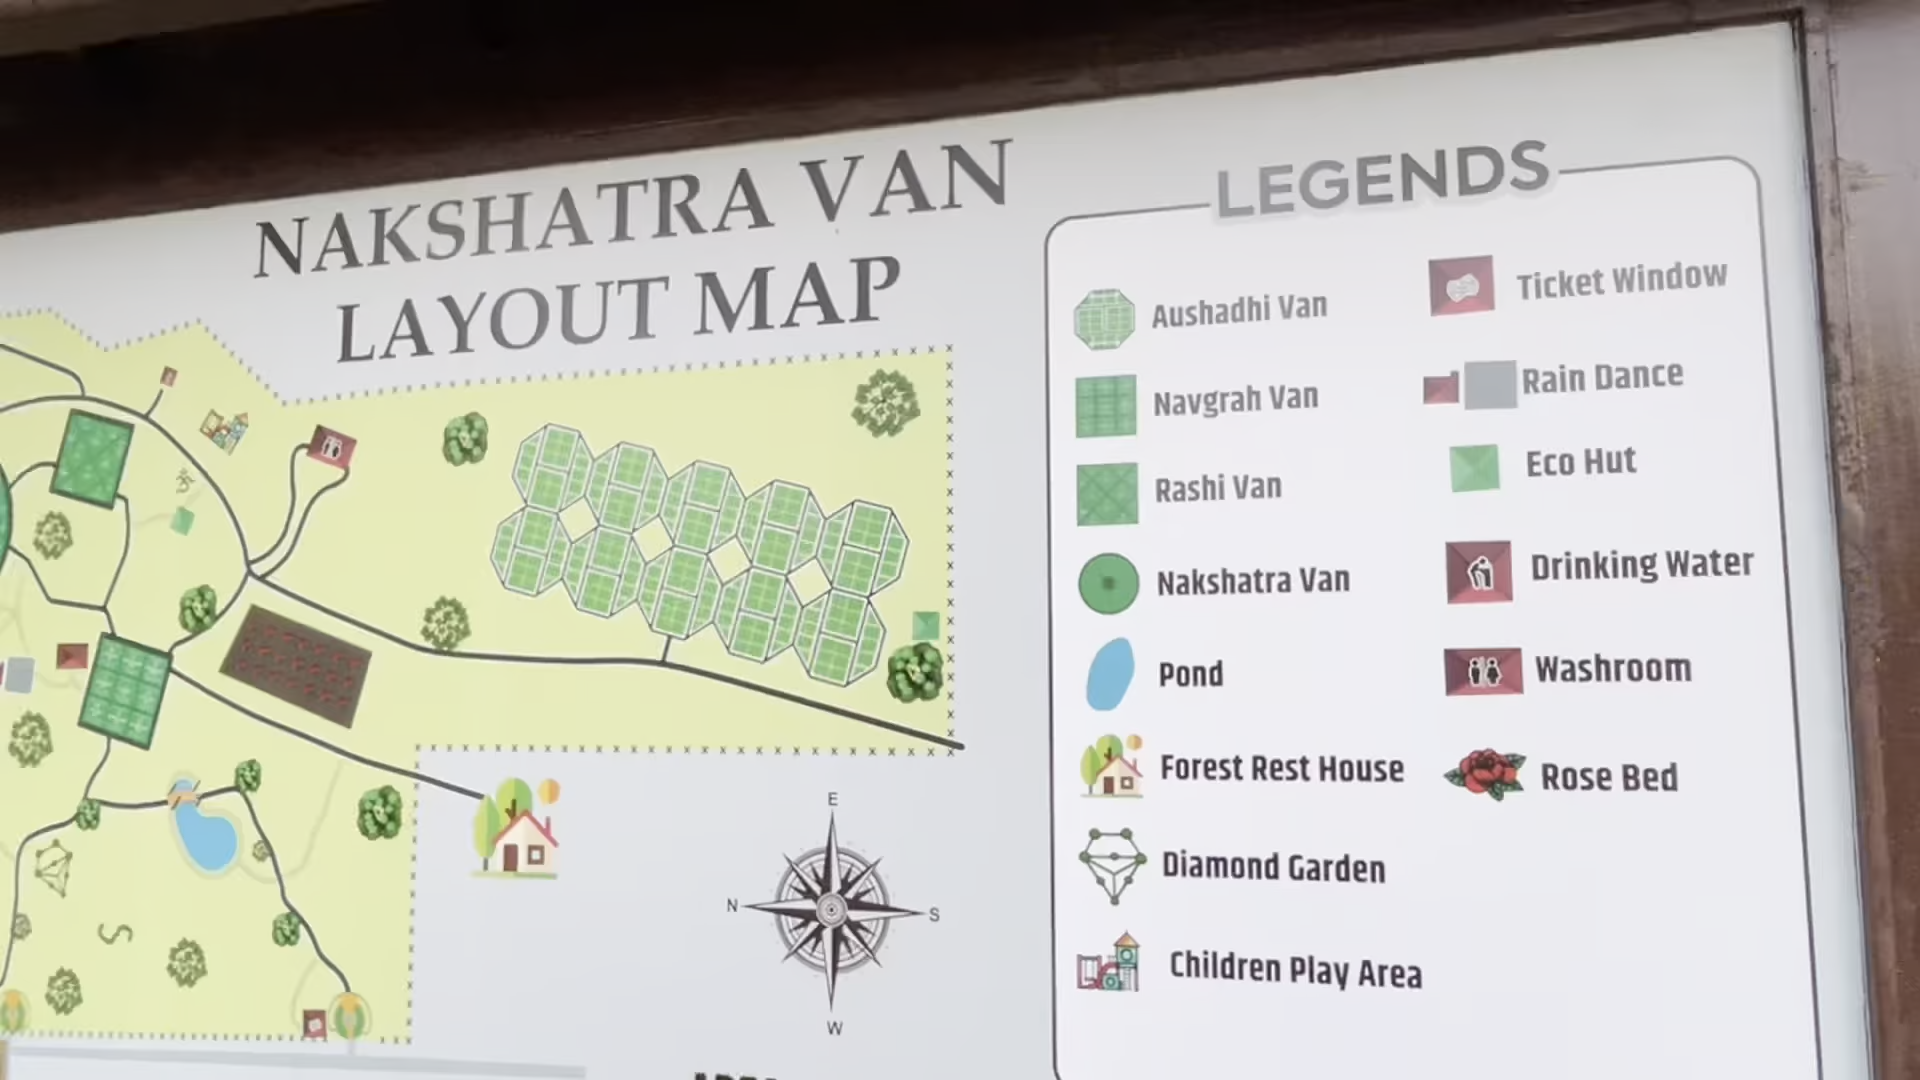 NAKSHATRA VAN
LAYOUT MAP
LEGENDS
Aushadhi Van
Navgrah Van
Rashi Van
Nakshatra Van
Pond
Forest Rest House
Diamond Garden
Children Play Area
Ticket Window
Rain Dance
Eco Hut
Drinking Water
Washroom
Rose Bed
E
N
S
W